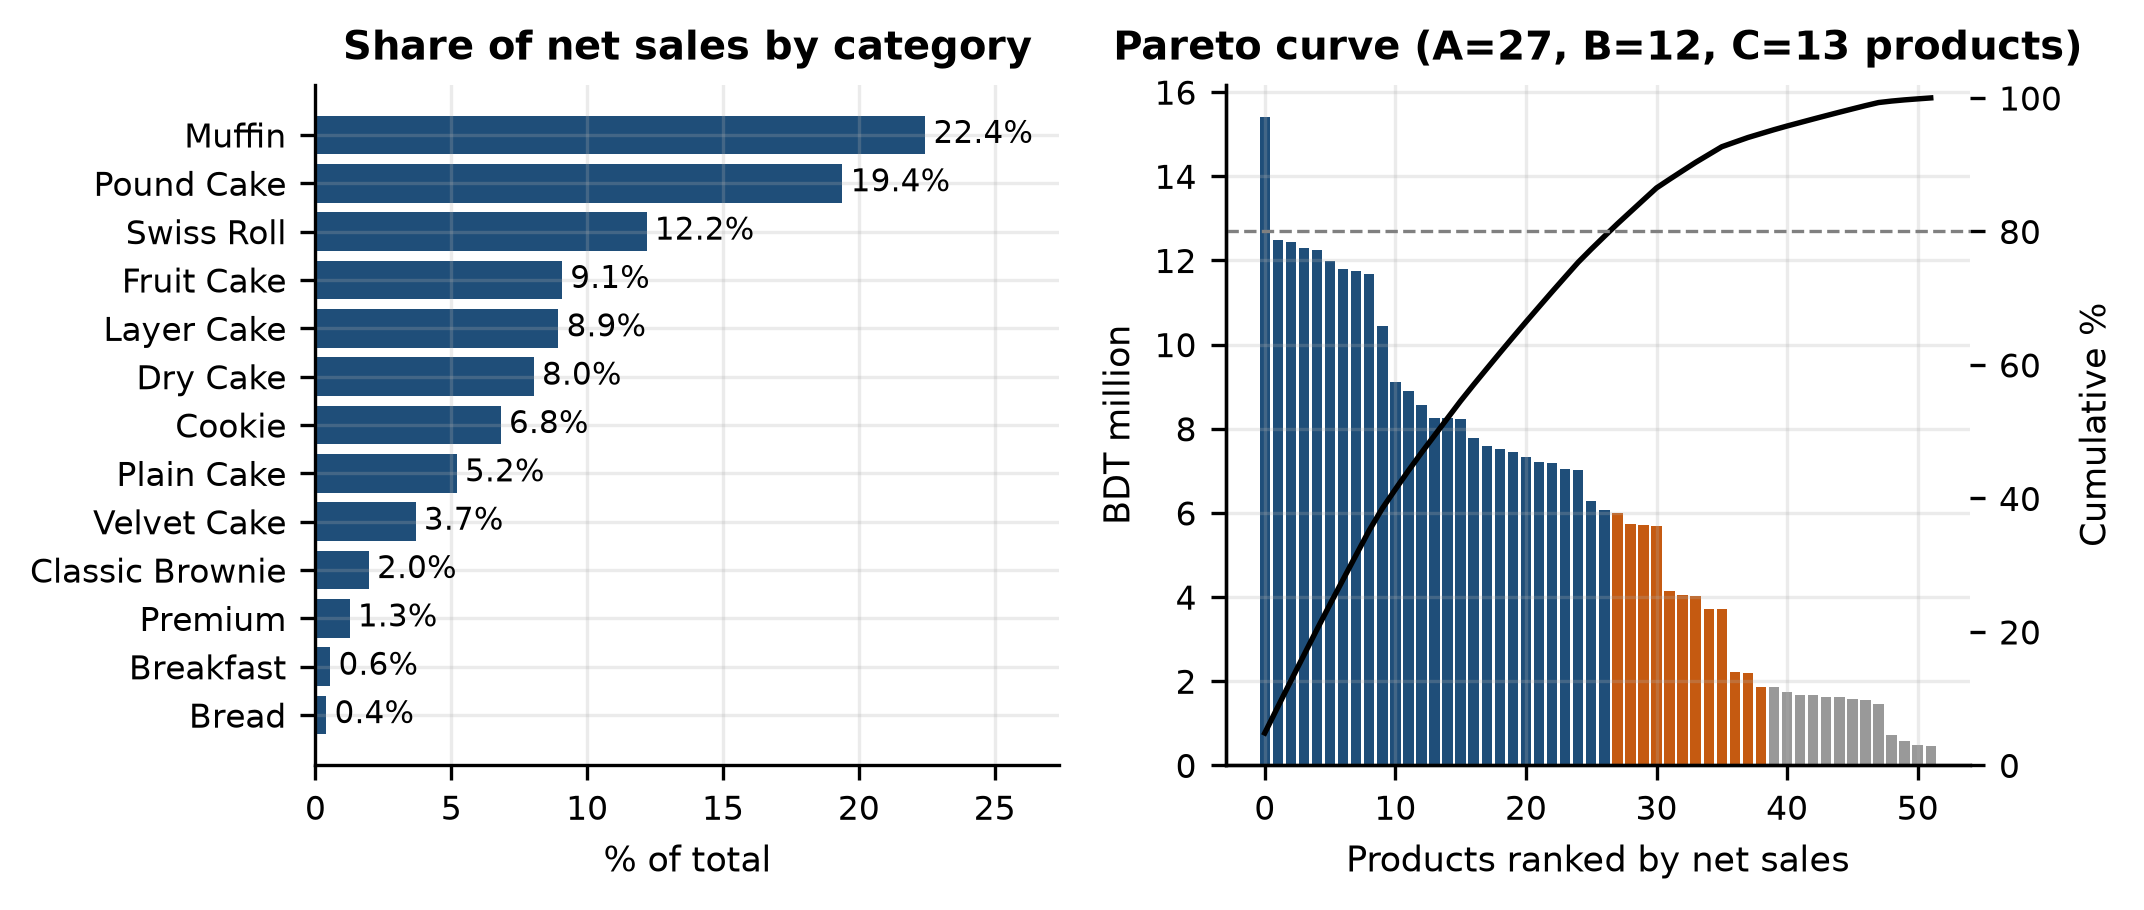 Share of net sales by category
Muffin 22.4%
Pound Cake 19.4%
Swiss Roll 12.2%
Fruit Cake 9.1%
Layer Cake 8.9%
Dry Cake 8.0%
Cookie 6.8%
Plain Cake 5.2%
Velvet Cake 3.7%
Classic Brownie 2.0%
Premium 1.3%
Breakfast 0.6%
Bread 0.4%
0 5 10 15 20 25
% of total
Pareto curve (A=27, B=12, C=13 products)
16
14
12
10
8
6
4
2
0
BDT million
100
80
60
40
20
0
Cumulative %
0 10 20 30 40 50
Products ranked by net sales